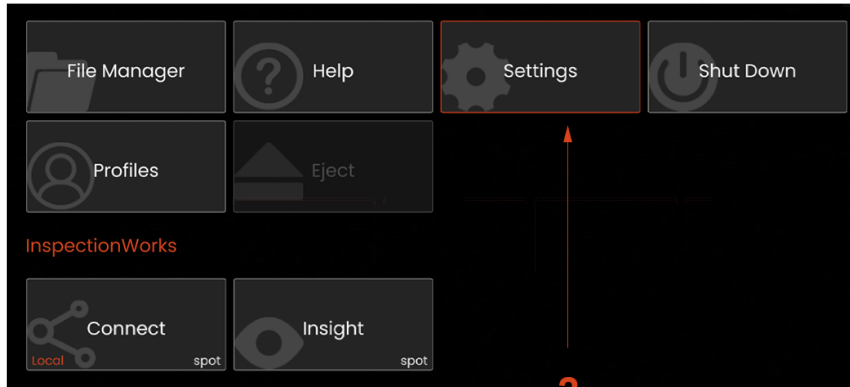 File Manager
Help
Settings
Shut Down
Profiles
Eject
InspectionWorks
Connect
Local
spot
Insight
spot